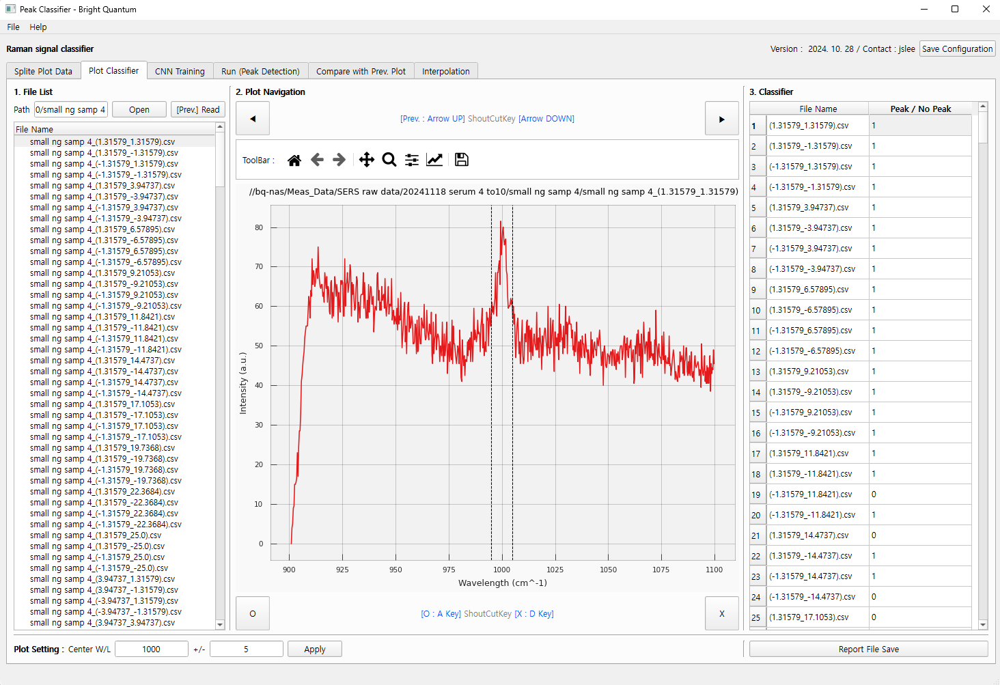 Peak Classifier - Bright Quantum
File Help
Raman signal classifier
Version : 2024. 10. 28 / Contact : jslee
Save Configuration
Splite Plot Data
Plot Classifier
CNN Training
Run (Peak Detection)
Compare with Prev. Plot
Interpolation
1. File List
Path 0/small ng samp 4 Open [Prev.] Read
File Name
small ng samp 4_(1.31579_1.31579).csv
small ng samp 4_(1.31579_-1.31579).csv
small ng samp 4_(-1.31579_1.31579).csv
small ng samp 4_(-1.31579_-1.31579).csv
small ng samp 4_(1.31579_3.94737).csv
small ng samp 4_(1.31579_-3.94737).csv
small ng samp 4_(-1.31579_3.94737).csv
small ng samp 4_(-1.31579_-3.94737).csv
small ng samp 4_(1.31579_6.57895).csv
small ng samp 4_(1.31579_-6.57895).csv
small ng samp 4_(-1.31579_6.57895).csv
small ng samp 4_(-1.31579_-6.57895).csv
small ng samp 4_(1.31579_9.21053).csv
small ng samp 4_(1.31579_-9.21053).csv
small ng samp 4_(-1.31579_9.21053).csv
small ng samp 4_(-1.31579_-9.21053).csv
small ng samp 4_(1.31579_11.8421).csv
small ng samp 4_(1.31579_-11.8421).csv
small ng samp 4_(-1.31579_11.8421).csv
small ng samp 4_(-1.31579_-11.8421).csv
small ng samp 4_(1.31579_14.4737).csv
small ng samp 4_(1.31579_-14.4737).csv
small ng samp 4_(-1.31579_14.4737).csv
small ng samp 4_(-1.31579_-14.4737).csv
small ng samp 4_(1.31579_17.1053).csv
small ng samp 4_(1.31579_-17.1053).csv
small ng samp 4_(-1.31579_17.1053).csv
small ng samp 4_(-1.31579_-17.1053).csv
small ng samp 4_(1.31579_19.7368).csv
small ng samp 4_(1.31579_-19.7368).csv
small ng samp 4_(-1.31579_19.7368).csv
small ng samp 4_(-1.31579_-19.7368).csv
small ng samp 4_(1.31579_22.3684).csv
small ng samp 4_(1.31579_-22.3684).csv
small ng samp 4_(-1.31579_22.3684).csv
small ng samp 4_(-1.31579_-22.3684).csv
small ng samp 4_(1.31579_25.0).csv
small ng samp 4_(1.31579_-25.0).csv
small ng samp 4_(-1.31579_25.0).csv
small ng samp 4_(-1.31579_-25.0).csv
small ng samp 4_(3.94737_1.31579).csv
small ng samp 4_(3.94737_-1.31579).csv
small ng samp 4_(-3.94737_1.31579).csv
small ng samp 4_(-3.94737_-1.31579).csv
small ng samp 4_(3.94737_3.94737).csv
2. Plot Navigation
[Prev. : Arrow UP] ShoutCutKey [Arrow DOWN]
ToolBar :
//bq-nas/Meas_Data/SERS raw data/20241118 serum 4 to10/small ng samp 4/small ng samp 4_(1.31579_1.31579)
80
70
60
50
40
30
20
10
0
Intensity (a.u.)
900 925 950 975 1000 1025 1050 1075 1100
Wavelength (cm^-1)
O [O : A Key] ShoutCutKey [X : D Key] X
3. Classifier
File Name Peak / No Peak
1 (1.31579_1.31579).csv 1
2 (1.31579_-1.31579).csv 1
3 (-1.31579_1.31579).csv 1
4 (-1.31579_-1.31579).csv 1
5 (1.31579_3.94737).csv 1
6 (1.31579_-3.94737).csv 1
7 (-1.31579_3.94737).csv 1
8 (-1.31579_-3.94737).csv 1
9 (1.31579_6.57895).csv 1
10 (1.31579_-6.57895).csv 1
11 (-1.31579_6.57895).csv 1
12 (-1.31579_-6.57895).csv 1
13 (1.31579_9.21053).csv 1
14 (1.31579_-9.21053).csv 1
15 (-1.31579_9.21053).csv 1
16 (-1.31579_-9.21053).csv 1
17 (1.31579_11.8421).csv 1
18 (1.31579_-11.8421).csv 1
19 (-1.31579_11.8421).csv 0
20 (-1.31579_-11.8421).csv 1
21 (1.31579_14.4737).csv 0
22 (1.31579_-14.4737).csv 1
23 (-1.31579_14.4737).csv 1
24 (-1.31579_-14.4737).csv 0
25 (1.31579_17.1053).csv 0
Plot Setting : Center W/L 1000 +/- 5 Apply
Report File Save